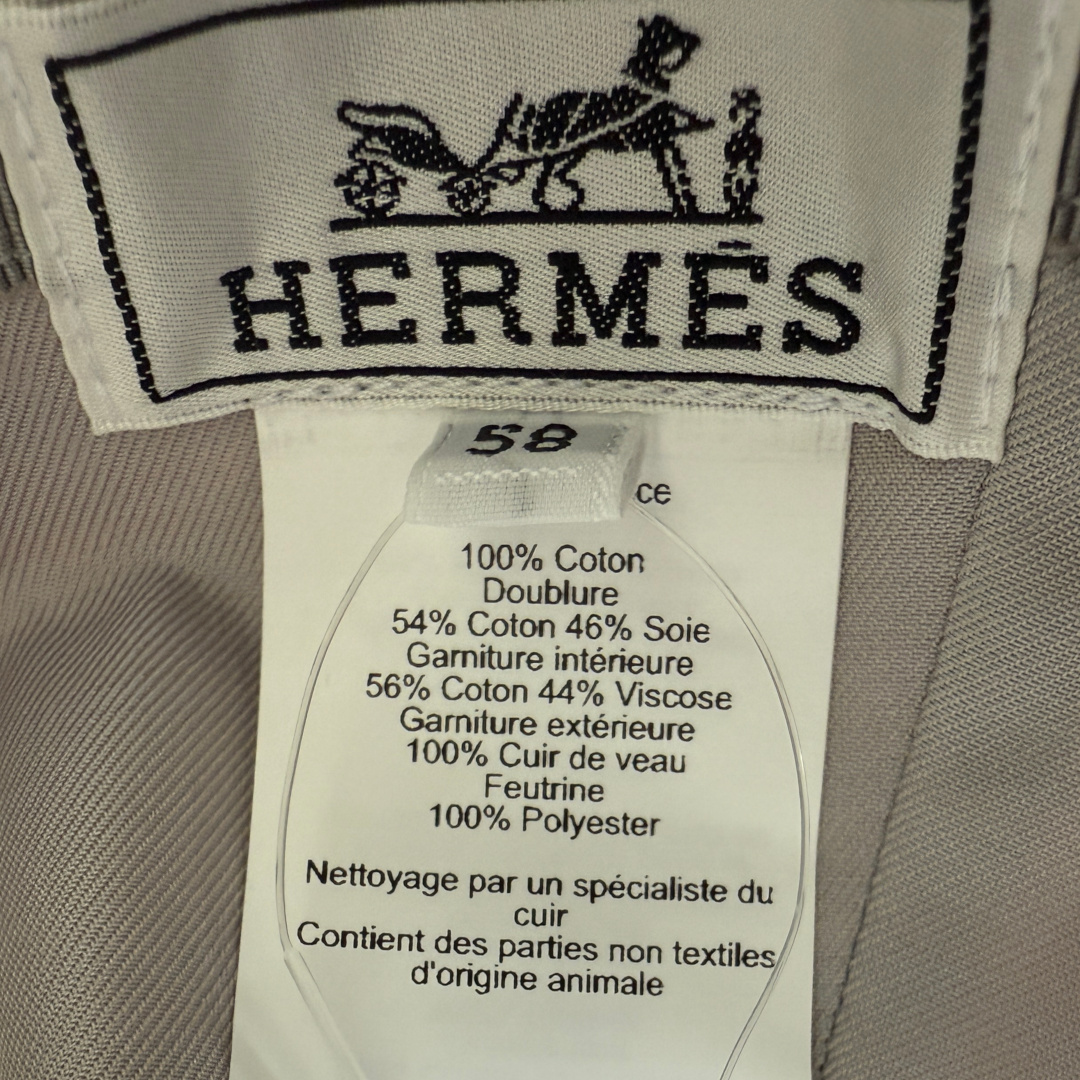 HERMÈS
58
100% Coton
Doublure
54% Coton 46% Soie
Garniture intérieure
56% Coton 44% Viscose
Garniture extérieure
100% Cuir de veau
Feutrine
100% Polyester
Nettoyage par un spécialiste du
cuir
Contient des parties non textiles
d'origine animale